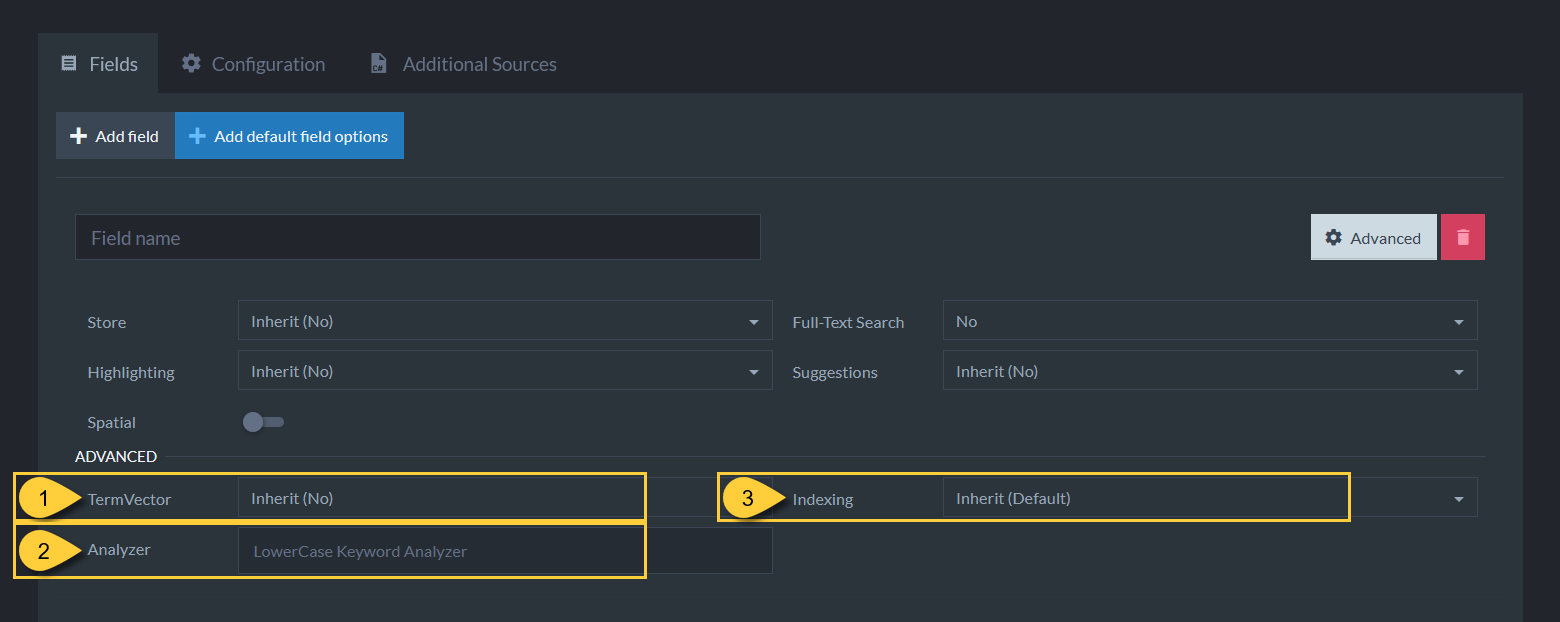 Fields Configuration Additional Sources
Add field Add default field options
Field name Advanced
Store Inherit (No) Full-Text Search No
Highlighting Inherit (No) Suggestions Inherit (No)
Spatial
ADVANCED
1 TermVector Inherit (No) 3 Indexing Inherit (Default)
2 Analyzer LowerCase Keyword Analyzer